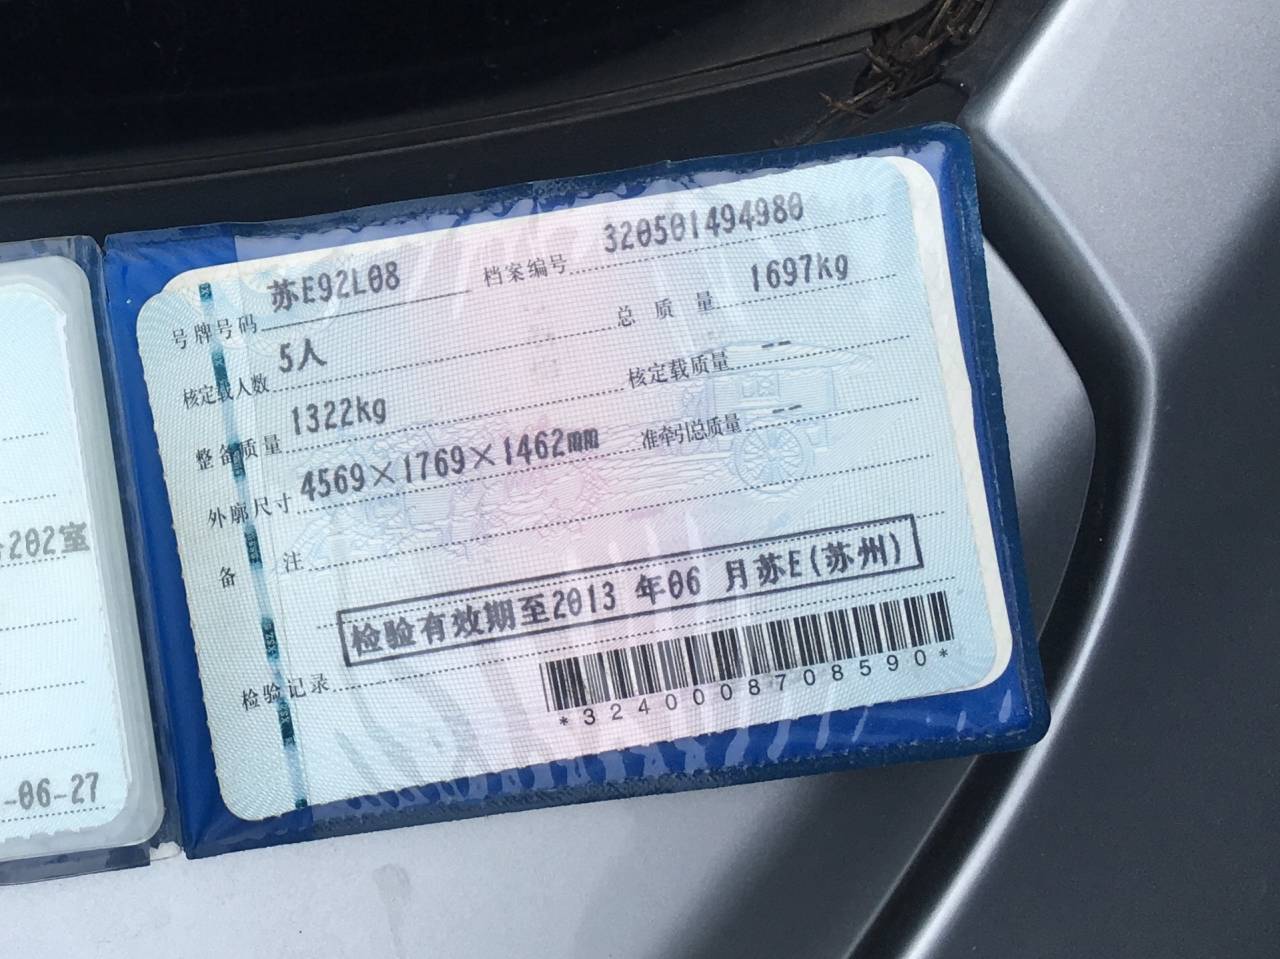 号牌号码 苏E92L08 档案编号 320501494980
核定载人数 5人 总质量 1697kg
整备质量 1322kg 核定载质量 --
外廓尺寸 4569×1769×1462mm 准牵引总质量 --
备注
检验有效期至2013 年06 月苏E(苏州)
检验记录
*3240008708590*
202室
-06-27